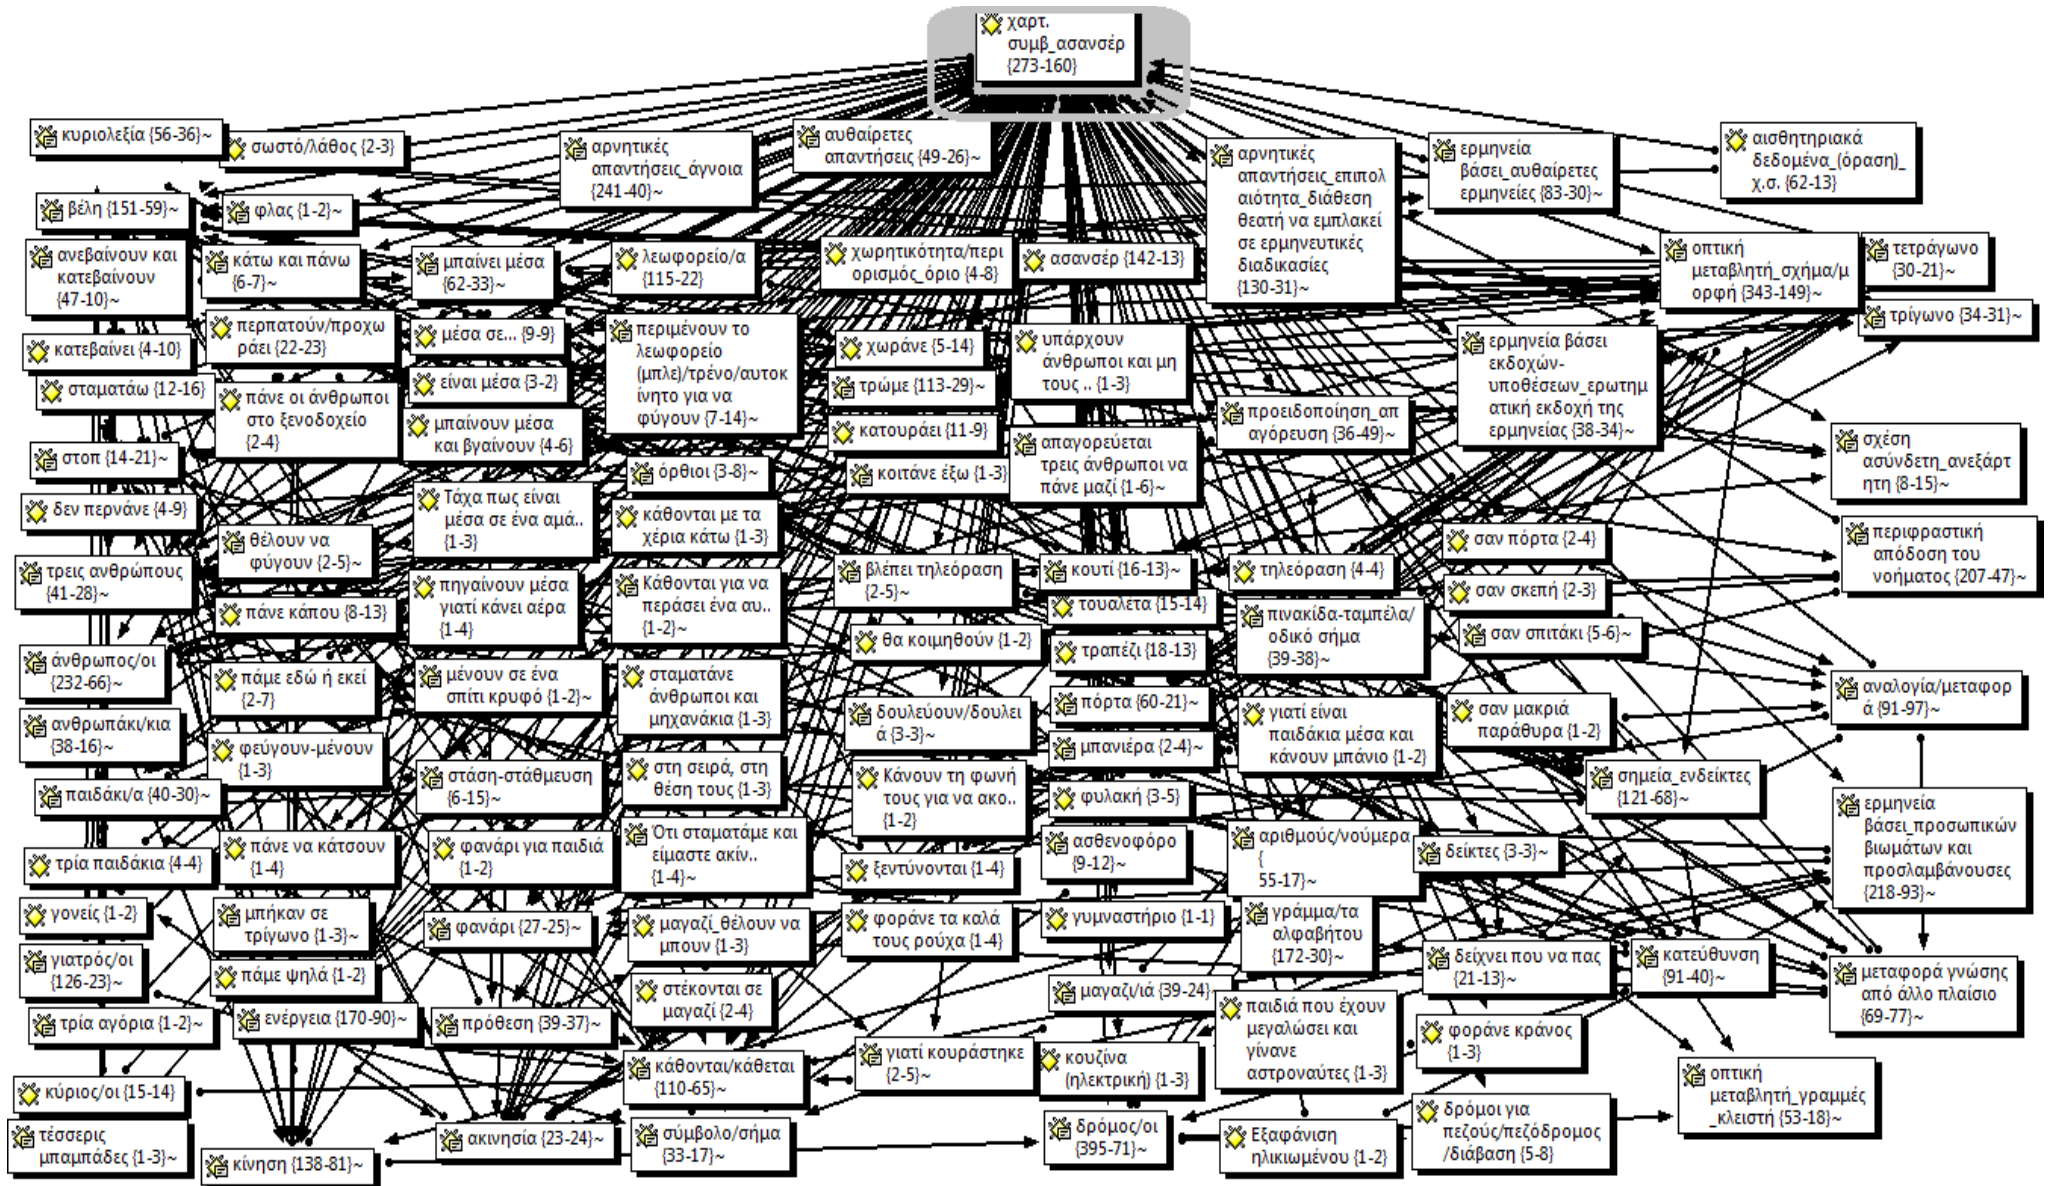 χαρτ.
συμβ_ασανσέρ
{273-160}
κυριολεξία {56-36}~
σωστό/λάθος {2-3}
αρνητικές
απαντήσεις_άγνοια
{241-40}~
αυθαίρετες
απαντήσεις {49-26}~
αρνητικές
απαντήσεις_επιπολ
αιότητα_διάθεση
θεατή να εμπλακεί
σε ερμηνευτικές
διαδικασίες
{130-31}~
ερμηνεία
βάσει_αυθαίρετες
ερμηνείες {83-30}~
αισθητηριακά
δεδομένα_(όραση)_
χ.σ. {62-13}
βέλη {151-59}~
φλας {1-2}~
ανεβαίνουν και
κατεβαίνουν
{47-10}~
κάτω και πάνω
{6-7}~
μπαίνει μέσα
{62-33}~
λεωφορείο/α
{115-22}
χωρητικότητα/περι
ορισμός_όριο {4-8}
ασανσέρ {142-13}
οπτική
μεταβλητή_σχήμα/μ
ορφή {343-149}~
τετράγωνο
{30-21}~
τρίγωνο {34-31}~
κατεβαίνει {4-10}
περπατούν/προχω
ράει {22-23}
μέσα σε... {9-9}
περιμένουν το
λεωφορείο
(μπλε)/τρένο/αυτοκ
ίνητο για να
φύγουν {7-14}~
χωράνε {5-14}
υπάρχουν
άνθρωποι και μη
τους .. {1-3}
ερμηνεία βάσει
εκδοχών-
υποθέσεων_ερωτημ
ατική εκδοχή της
ερμηνείας {38-34}~
σταματάω {12-16}
πάνε οι άνθρωποι
στο ξενοδοχείο
{2-4}
είναι μέσα {3-2}
τρώμε {113-29}~
μπαίνουν μέσα
και βγαίνουν {4-6}
κατουράει {11-9}
προειδοποίηση_απ
αγόρευση {36-49}~
απαγορεύεται
τρεις άνθρωποι να
πάνε μαζί {1-6}~
σχέση
ασύνδετη_ανεξάρτ
ητη {8-15}~
στοπ {14-21}~
όρθιοι {3-8}~
κοιτάνε έξω {1-3}
δεν περνάνε {4-9}
Τάχα πως είναι
μέσα σε ένα αμά..
{1-3}
κάθονται με τα
χέρια κάτω {1-3}
θέλουν να
φύγουν {2-5}~
σαν πόρτα {2-4}
περιφραστική
απόδοση του
νοήματος {207-47}~
τρεις ανθρώπους
{41-28}~
πηγαίνουν μέσα
γιατί κάνει αέρα
{1-4}
Κάθονται για να
περάσει ένα αυ..
{1-2}~
βλέπει τηλεόραση
{2-5}~
κουτί {16-13}~
τηλεόραση {4-4}
σαν σκεπή {2-3}
πάνε κάπου {8-13}
τουαλέτα {15-14}
πινακίδα-ταμπέλα/
οδικό σήμα
{39-38}~
σαν σπιτάκι {5-6}~
άνθρωπος/οι
{232-66}~
πάμε εδώ ή εκεί
{2-7}
μένουν σε ένα
σπίτι κρυφό {1-2}~
σταματάνε
άνθρωποι και
μηχανάκια {1-3}
θα κοιμηθούν {1-2}
τραπέζι {18-13}
αναλογία/μεταφορ
ά {91-97}~
ανθρωπάκι/κια
{38-16}~
δουλεύουν/δουλει
ά {3-3}~
πόρτα {60-21}~
γιατί είναι
παιδάκια μέσα και
κάνουν μπάνιο {1-2}
σαν μακριά
παράθυρα {1-2}
φεύγουν-μένουν
{1-3}
μπανιέρα {2-4}~
παιδάκι/α {40-30}~
στάση-στάθμευση
{6-15}~
στη σειρά, στη
θέση τους {1-3}
Κάνουν τη φωνή
τους για να ακο..
{1-2}
φυλακή {3-5}
σημεία_ενδείκτες
{121-68}~
ερμηνεία
βάσει_προσωπικών
βιωμάτων και
προσλαμβάνουσες
{218-93}~
τρία παιδάκια {4-4}
πάνε να κάτσουν
{1-4}
φανάρι για παιδιά
{1-2}
Ότι σταματάμε και
είμαστε ακίν..
{1-4}~
ξεντύνονται {1-4}
ασθενοφόρο
{9-12}~
αριθμούς/νούμερα
{
55-17}~
δείκτες {3-3}~
γονείς {1-2}
μπήκαν σε
τρίγωνο {1-3}~
φανάρι {27-25}~
μαγαζί_θέλουν να
μπουν {1-3}
φοράνε τα καλά
τους ρούχα {1-4}
γυμναστήριο {1-1}
γράμμα/τα
αλφαβήτου
{172-30}~
δείχνει που να πας
{21-13}~
κατεύθυνση
{91-40}~
μεταφορά γνώσης
από άλλο πλαίσιο
{69-77}~
γιατρός/οι
{126-23}~
πάμε ψηλά {1-2}
στέκονται σε
μαγαζί {2-4}
μαγαζι/ιά {39-24}
τρία αγόρια {1-2}~
ενέργεια {170-90}~
πρόθεση {39-37}~
παιδιά που έχουν
μεγαλώσει και
γίνανε
αστροναύτες {1-3}
φοράνε κράνος
{1-3}
κύριος/οι {15-14}
κάθονται/κάθεται
{110-65}~
γιατί κουράστηκε
{2-5}~
κουζίνα
(ηλεκτρική) {1-3}
οπτική
μεταβλητή_γραμμές
_κλειστή {53-18}~
τέσσερις
μπαμπάδες {1-3}~
κίνηση {138-81}~
ακινησία {23-24}~
σύμβολο/σήμα
{33-17}~
δρόμος/οι
{395-71}~
Εξαφάνιση
ηλικιωμένου {1-2}
δρόμοι για
πεζούς/πεζόδρομος
/διάβαση {5-8}